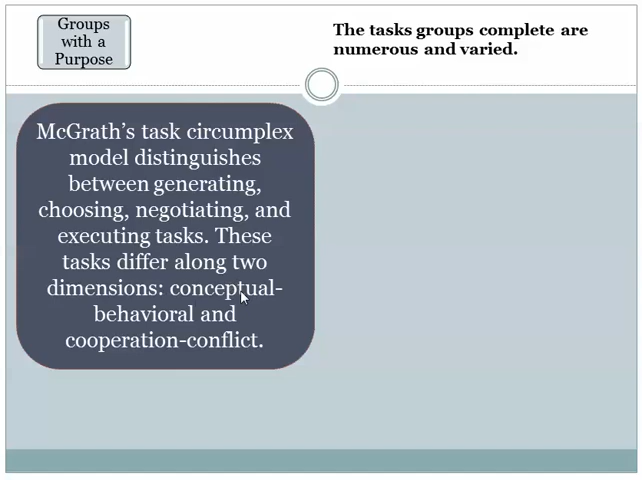 Groups
with a
Purpose
The tasks groups complete are
numerous and varied.
McGrath's task circumplex
model distinguishes
between generating,
choosing, negotiating, and
executing tasks. These
tasks differ along two
dimensions: conceptual-
behavioral and
cooperation-conflict.